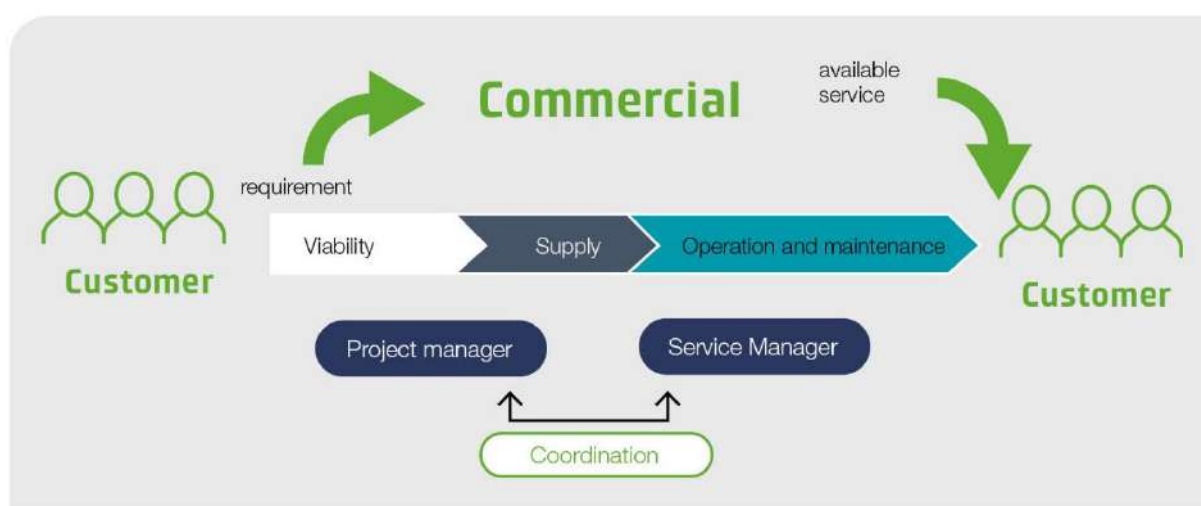 Commercial
available
service
requirement
Customer
Viability
Supply
Operation and maintenance
Customer
Project manager
Service Manager
Coordination